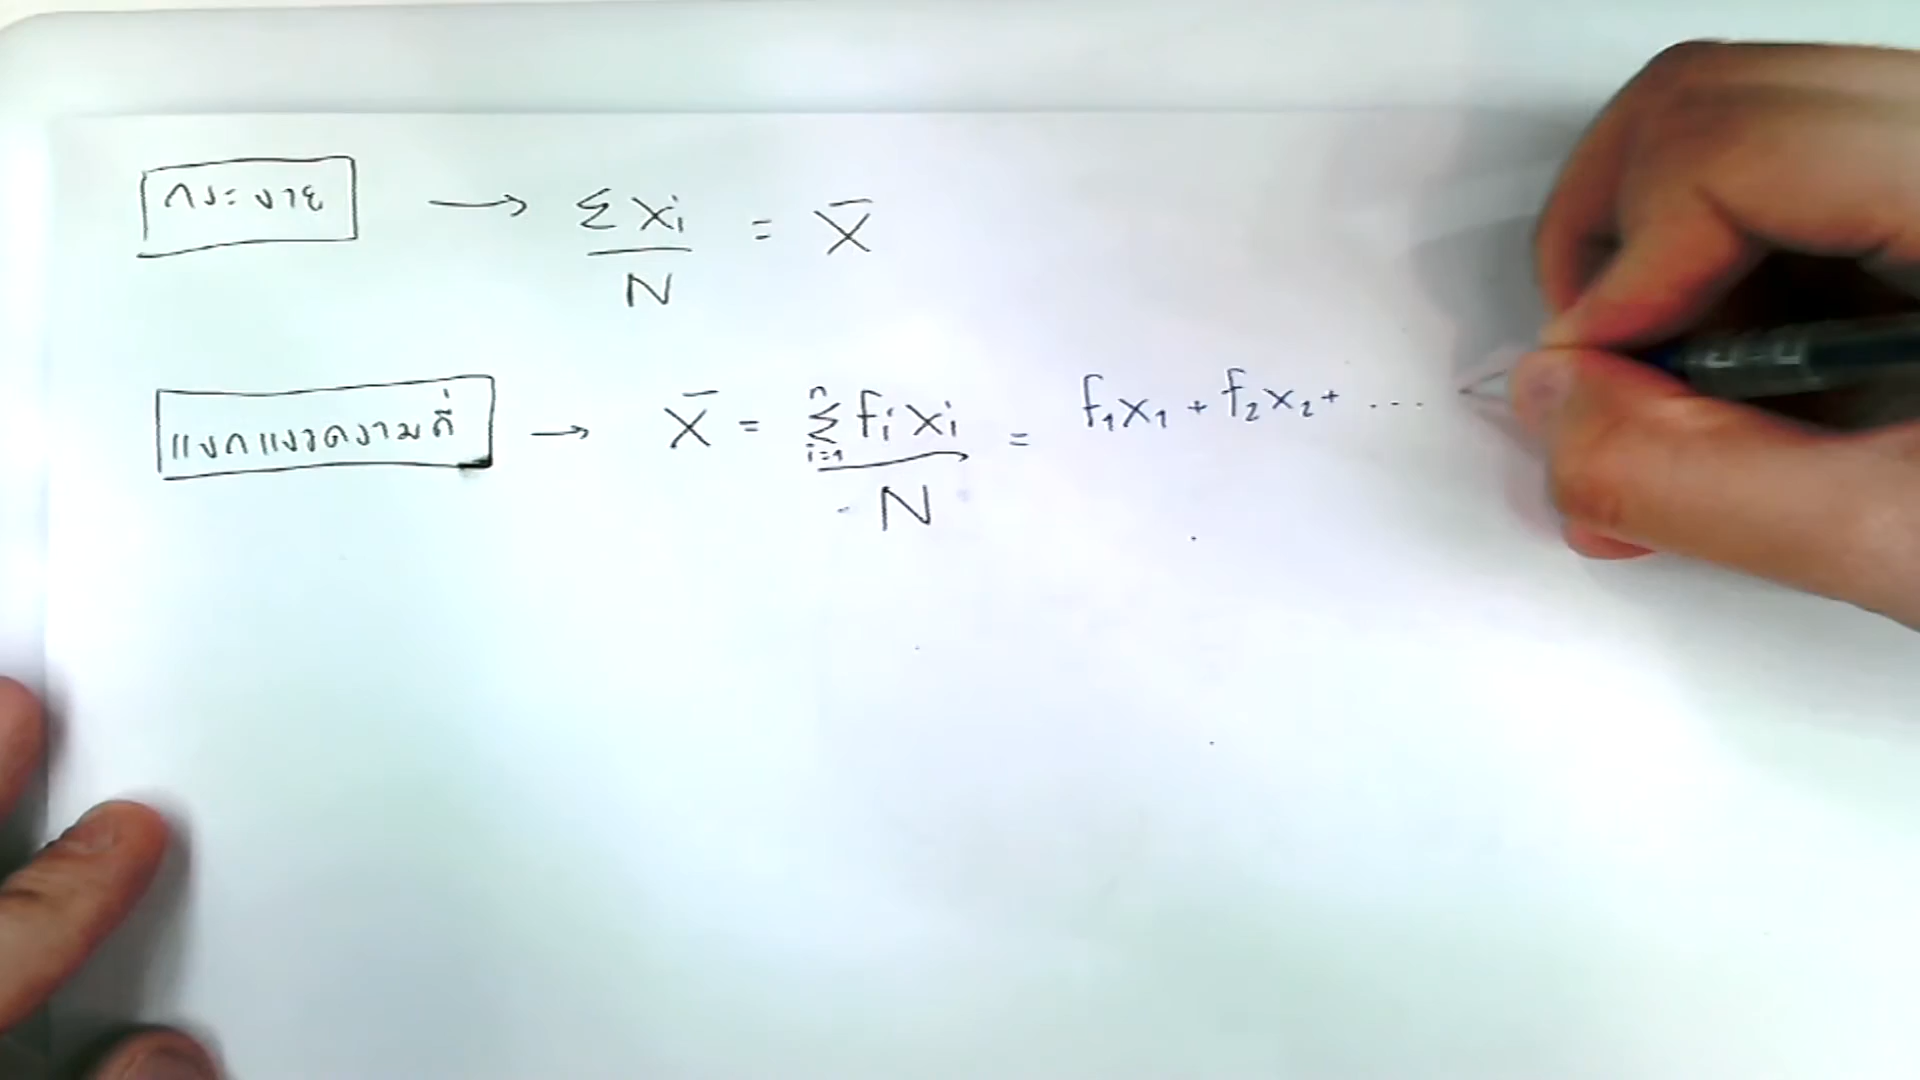 กระจาย → Σxi / N = x̄
แจกแจงความถี่ → x̄ = Σ(i=1 → n) fixi / N = f1x1 + f2x2 + ...